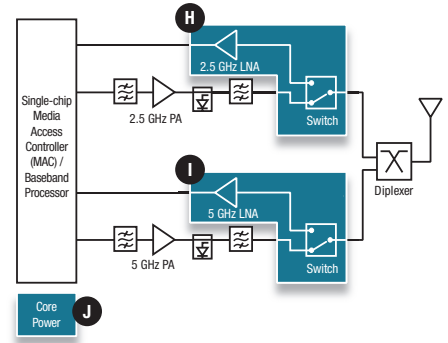 H
2.5 GHz LNA
Single-chip
Media
Access
Controller
(MAC) /
Baseband
Processor
2.5 GHz PA
Switch
I
Diplexer
5 GHz LNA
5 GHz PA
Switch
Core
Power
J